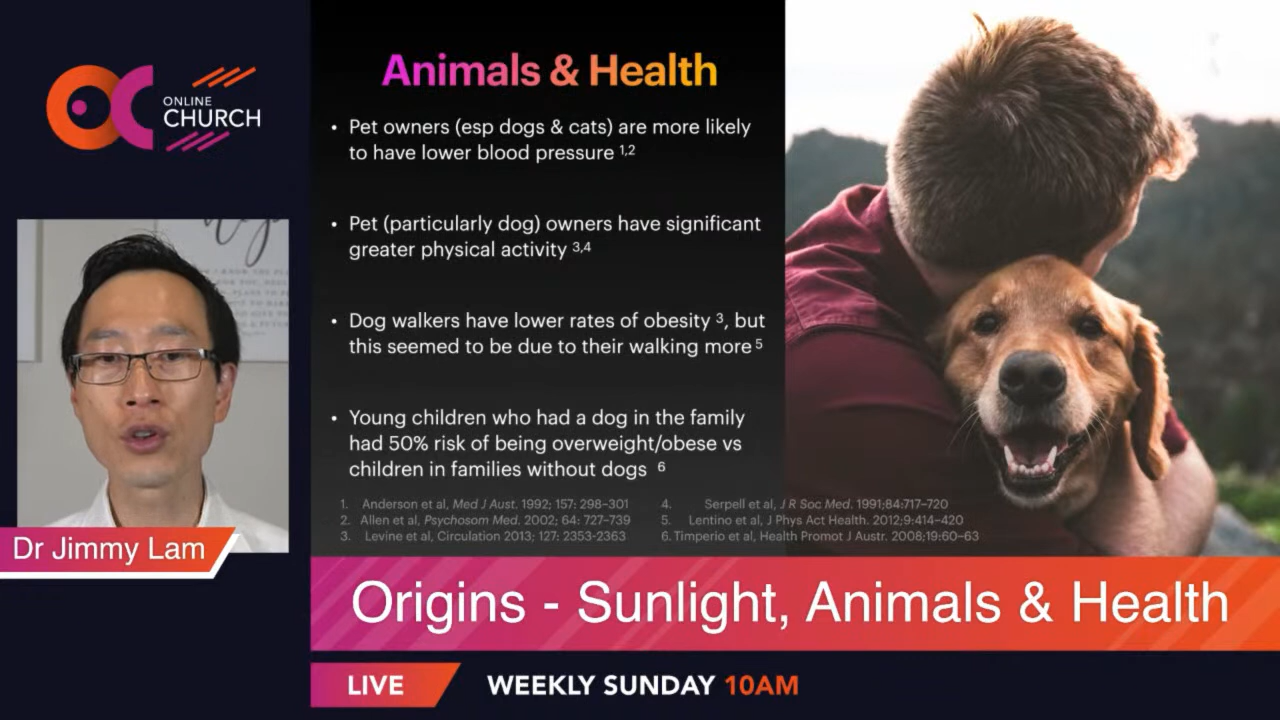 ONLINE
CHURCH
Dr Jimmy Lam
Animals & Health
• Pet owners (esp dogs & cats) are more likely
to have lower blood pressure 1,2
• Pet (particularly dog) owners have significant
greater physical activity 3,4
• Dog walkers have lower rates of obesity 3, but
this seemed to be due to their walking more 5
• Young children who had a dog in the family
had 50% risk of being overweight/obese vs
children in families without dogs 6
1. Anderson et al, Med J Aust. 1992; 157: 298–301
2. Allen et al, Psychosom Med. 2002; 64: 727-739
3. Levine et al, Circulation 2013; 127: 2353-2363
4. Serpell et al, J R Soc Med. 1991;84:717–720
5. Lentino et al, J Phys Act Health. 2012;9:414–420
6. Timperio et al, Health Promot J Austr. 2008;19:60–63
Origins - Sunlight, Animals & Health
LIVE WEEKLY SUNDAY 10AM